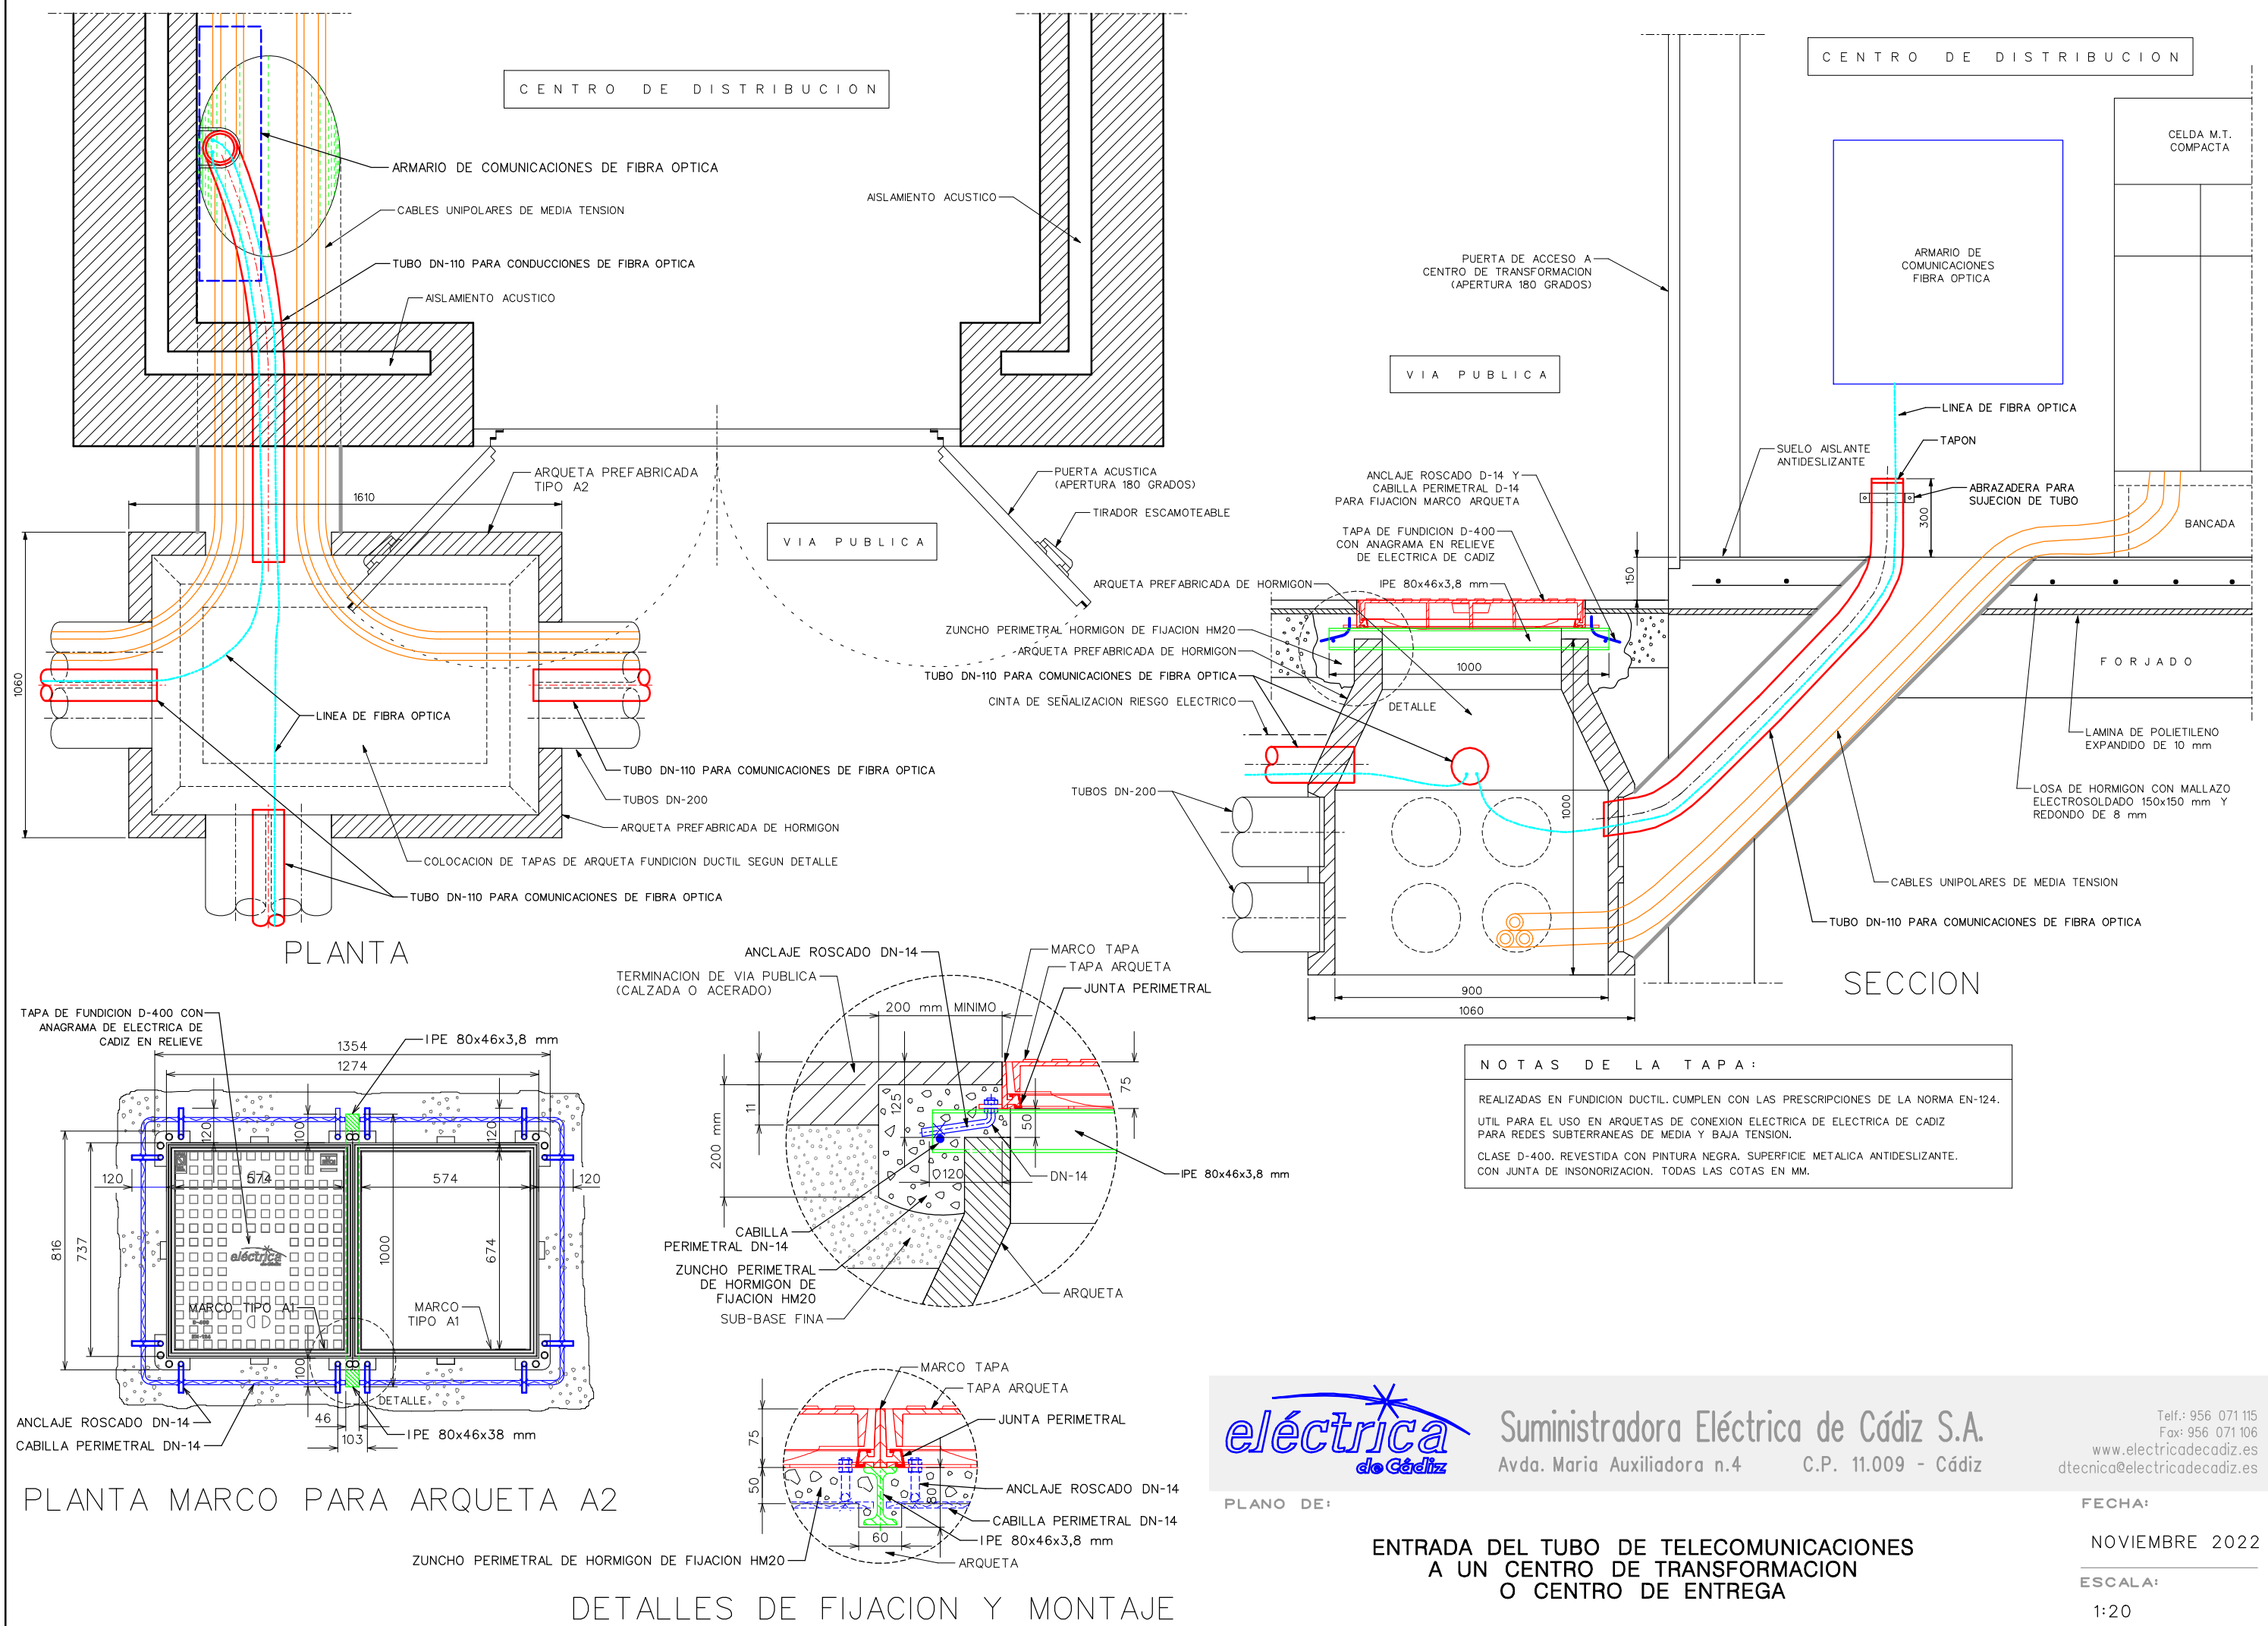 CENTRO DE DISTRIBUCION
ARMARIO DE COMUNICACIONES DE FIBRA OPTICA
CABLES UNIPOLARES DE MEDIA TENSION
TUBO DN-110 PARA CONDUCCIONES DE FIBRA OPTICA
AISLAMIENTO ACUSTICO
AISLAMIENTO ACUSTICO
ARQUETA PREFABRICADA
TIPO A2
1610
1060
PUERTA ACUSTICA
(APERTURA 180 GRADOS)
TIRADOR ESCAMOTEABLE
VIA PUBLICA
LINEA DE FIBRA OPTICA
TUBO DN-110 PARA COMUNICACIONES DE FIBRA OPTICA
TUBOS DN-200
ARQUETA PREFABRICADA DE HORMIGON
COLOCACION DE TAPAS DE ARQUETA FUNDICION DUCTIL SEGUN DETALLE
TUBO DN-110 PARA COMUNICACIONES DE FIBRA OPTICA
PLANTA
CENTRO DE DISTRIBUCION
CELDA M.T.
COMPACTA
ARMARIO DE
COMUNICACIONES
FIBRA OPTICA
PUERTA DE ACCESO A
CENTRO DE TRANSFORMACION
(APERTURA 180 GRADOS)
VIA PUBLICA
LINEA DE FIBRA OPTICA
TAPON
SUELO AISLANTE
ANTIDESLIZANTE
ABRAZADERA PARA
SUJECION DE TUBO
300
BANCADA
ANCLAJE ROSCADO D-14 Y
CABILLA PERIMETRAL D-14
PARA FIJACION MARCO ARQUETA
TAPA DE FUNDICION D-400
CON ANAGRAMA EN RELIEVE
DE ELECTRICA DE CADIZ
150
ARQUETA PREFABRICADA DE HORMIGON
IPE 80x46x3,8 mm
ZUNCHO PERIMETRAL HORMIGON DE FIJACION HM20
ARQUETA PREFABRICADA DE HORMIGON
TUBO DN-110 PARA COMUNICACIONES DE FIBRA OPTICA
CINTA DE SEÑALIZACION RIESGO ELECTRICO
1000
DETALLE
TUBOS DN-200
1000
FORJADO
LAMINA DE POLIETILENO
EXPANDIDO DE 10 mm
LOSA DE HORMIGON CON MALLAZO
ELECTROSOLDADO 150x150 mm Y
REDONDO DE 8 mm
CABLES UNIPOLARES DE MEDIA TENSION
TUBO DN-110 PARA COMUNICACIONES DE FIBRA OPTICA
900
1060
SECCION
TAPA DE FUNDICION D-400 CON
ANAGRAMA DE ELECTRICA DE
CADIZ EN RELIEVE
IPE 80x46x3,8 mm
1354
1274
120
100
120
120
574
574
120
816
737
1000
674
eléctrica
MARCO TIPO A1
MARCO
TIPO A1
D-400
EN-124
100
DETALLE
46
103
IPE 80x46x38 mm
ANCLAJE ROSCADO DN-14
CABILLA PERIMETRAL DN-14
PLANTA MARCO PARA ARQUETA A2
ANCLAJE ROSCADO DN-14
MARCO TAPA
TAPA ARQUETA
JUNTA PERIMETRAL
TERMINACION DE VIA PUBLICA
(CALZADA O ACERADO)
200 mm MINIMO
11
125
75
50
200 mm
120
DN-14
IPE 80x46x3,8 mm
CABILLA
PERIMETRAL DN-14
ZUNCHO PERIMETRAL
DE HORMIGON DE
FIJACION HM20
SUB-BASE FINA
ARQUETA
MARCO TAPA
TAPA ARQUETA
JUNTA PERIMETRAL
75
50
80
60
ANCLAJE ROSCADO DN-14
CABILLA PERIMETRAL DN-14
IPE 80x46x3,8 mm
ARQUETA
ZUNCHO PERIMETRAL DE HORMIGON DE FIJACION HM20
DETALLES DE FIJACION Y MONTAJE
NOTAS DE LA TAPA:
REALIZADAS EN FUNDICION DUCTIL. CUMPLEN CON LAS PRESCRIPCIONES DE LA NORMA EN-124.
UTIL PARA EL USO EN ARQUETAS DE CONEXION ELECTRICA DE ELECTRICA DE CADIZ
PARA REDES SUBTERRANEAS DE MEDIA Y BAJA TENSION.
CLASE D-400. REVESTIDA CON PINTURA NEGRA. SUPERFICIE METALICA ANTIDESLIZANTE.
CON JUNTA DE INSONORIZACION. TODAS LAS COTAS EN MM.
eléctrica
de Cádiz
Suministradora Eléctrica de Cádiz S.A.
Avda. Maria Auxiliadora n.4 C.P. 11.009 - Cádiz
Telf.: 956 071 115
Fax: 956 071 106
www.electricadecadiz.es
dtecnica@electricadecadiz.es
PLANO DE:
ENTRADA DEL TUBO DE TELECOMUNICACIONES
A UN CENTRO DE TRANSFORMACION
O CENTRO DE ENTREGA
FECHA:
NOVIEMBRE 2022
ESCALA:
1:20